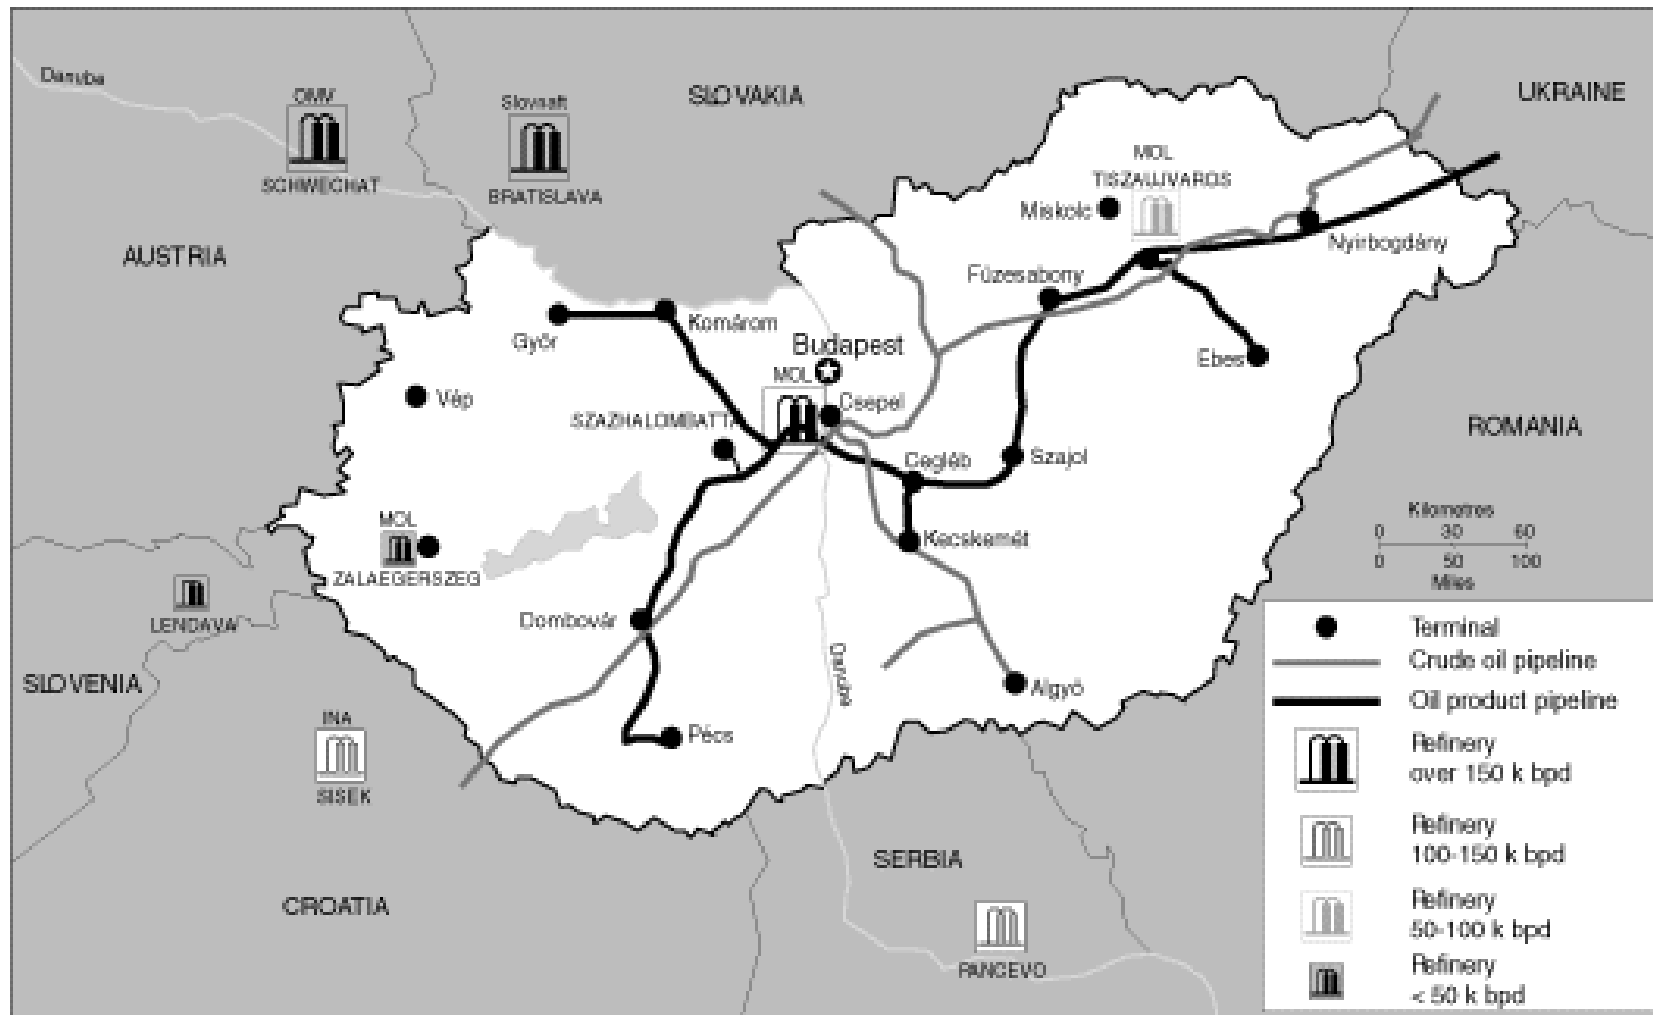 Danube
OMV
SCHWECHAT
Slovnaft
BRATISLAVA
SLOVAKIA
UKRAINE
AUSTRIA
MOL
TISZAUJVAROS
Miskolc
Nyirbogdány
Füzesabony
Ebes
Györ
Komárom
Budapest
MOL
Csepel
SZAZHALOMBATTA
Vép
Cegléb
Szajol
ROMANIA
Kecskemét
MOL
ZALAEGERSZEG
LENDAVA
SLOVENIA
Dombovár
Danube
Algyö
Pécs
INA
SISEK
CROATIA
SERBIA
PANCEVO
Kilometres
0 30 60
0 50 100
Miles
Terminal
Crude oil pipeline
Oil product pipeline
Refinery
over 150 k bpd
Refinery
100-150 k bpd
Refinery
50-100 k bpd
Refinery
< 50 k bpd